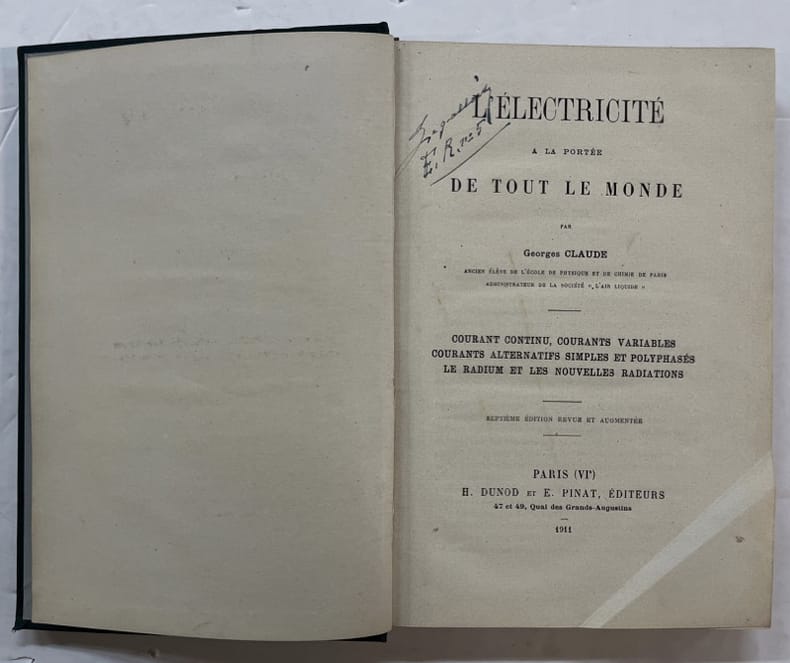 E. R. no 5
L'ÉLECTRICITÉ
A LA PORTÉE
DE TOUT LE MONDE
PAR
Georges CLAUDE
ANCIEN ÉLÈVE DE L'ÉCOLE DE PHYSIQUE ET DE CHIMIE DE PARIS
ADMINISTRATEUR DE LA SOCIÉTÉ « L'AIR LIQUIDE »
COURANT CONTINU, COURANTS VARIABLES
COURANTS ALTERNATIFS SIMPLES ET POLYPHASÉS
LE RADIUM ET LES NOUVELLES RADIATIONS
SEPTIÈME ÉDITION REVUE ET AUGMENTÉE
PARIS (VIe)
H. DUNOD ET E. PINAT, ÉDITEURS
47 et 49, Quai des Grands-Augustins
1911